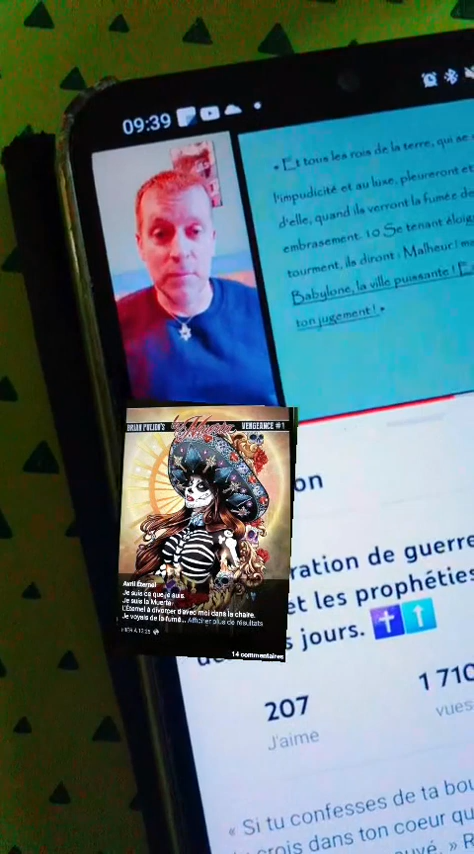 09:39
« Et tous les rois de la terre, qui se
l'impudicité et au luxe, pleureront et
d'elle, quand ils verront la fumée de
embrasement. 10 Se tenant éloig
tourment, ils diront : Malheur !
Babylone, la ville puissante !
ton jugement ! »
BRIAN PULIDO'S
VENGEANCE #1
on
ration de guerre
et les prophéties
s jours.
Je suis ce que je suis.
Je suis la Muerte
L'Éternel à divorcer d'avec moi dans la chaire.
Je voyais de la fumé... Afficher plus de résultats
14 commentaires
207
J'aime
1 710
vues
« Si tu confesses de ta bou
crois dans ton coeur qu
uvé. » R